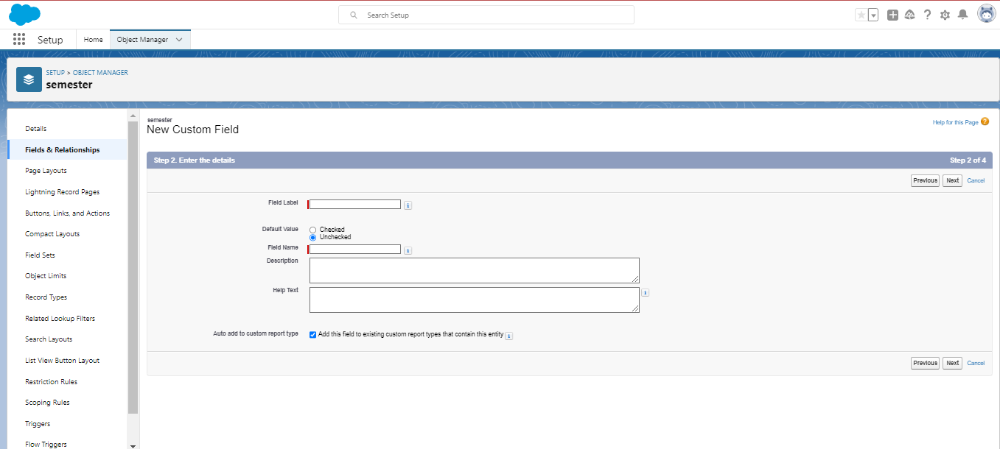 Search Setup
Setup
Home
Object Manager
SETUP > OBJECT MANAGER
semester
Details
Fields & Relationships
Page Layouts
Lightning Record Pages
Buttons, Links, and Actions
Compact Layouts
Field Sets
Object Limits
Record Types
Related Lookup Filters
Search Layouts
List View Button Layout
Restriction Rules
Scoping Rules
Triggers
Flow Triggers
semester
New Custom Field
Help for this Page ?
Step 2. Enter the details
Step 2 of 4
Previous Next Cancel
Field Label
Default Value
Checked
Unchecked
Field Name
Description
Help Text
Auto add to custom report type
Add this field to existing custom report types that contain this entity
Previous Next Cancel